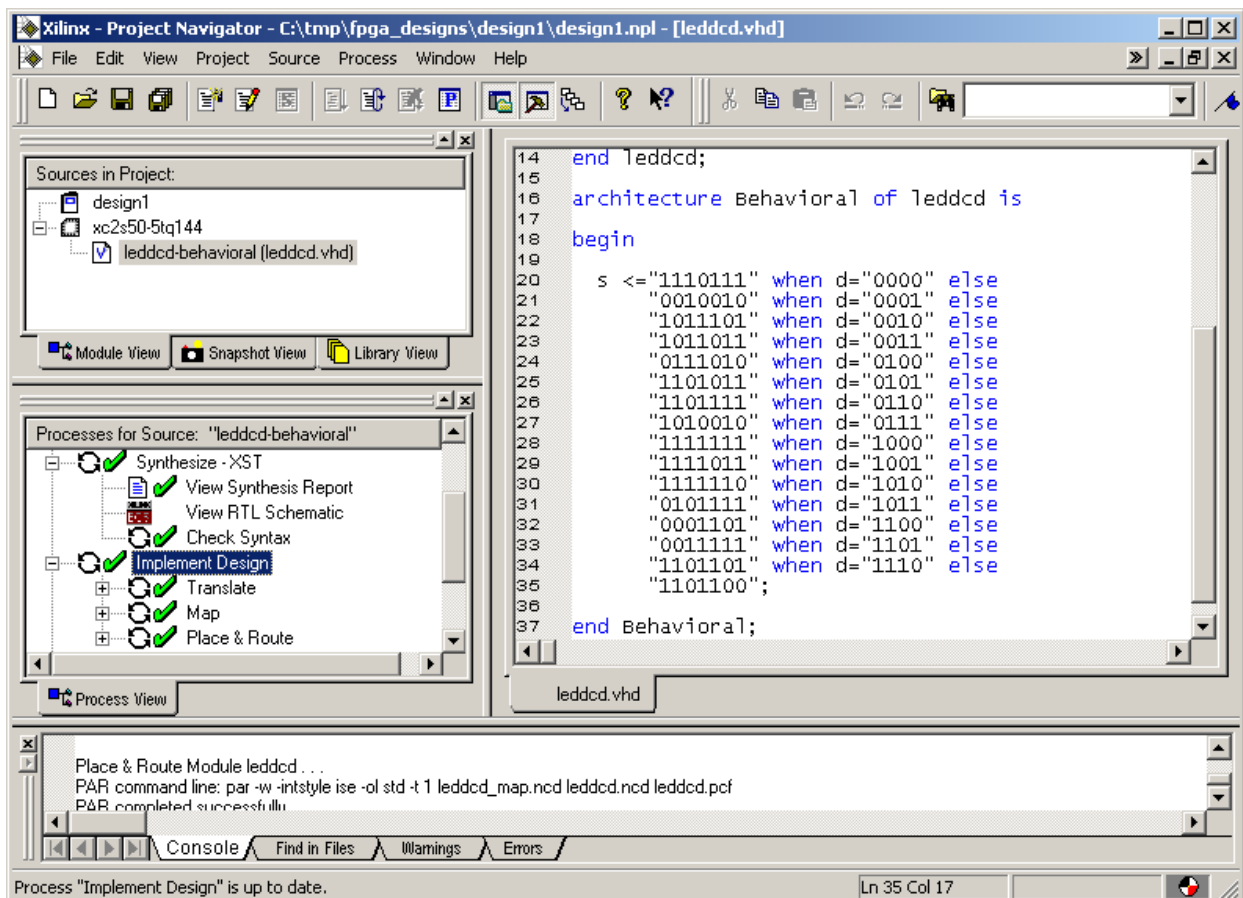 Xilinx - Project Navigator - C:\tmp\fpga_designs\design1\design1.npl - [leddcd.vhd]
File Edit View Project Source Process Window Help
Sources in Project:
design1
xc2s50-5tq144
leddcd-behavioral (leddcd.vhd)
Module View Snapshot View Library View
Processes for Source: "leddcd-behavioral"
Synthesize - XST
View Synthesis Report
View RTL Schematic
Check Syntax
Implement Design
Translate
Map
Place & Route
Process View
14 end leddcd;
15
16 architecture Behavioral of leddcd is
17
18 begin
19
20 s <="1110111" when d="0000" else
21 "0010010" when d="0001" else
22 "1011101" when d="0010" else
23 "1011011" when d="0011" else
24 "0111010" when d="0100" else
25 "1101011" when d="0101" else
26 "1101111" when d="0110" else
27 "1010010" when d="0111" else
28 "1111111" when d="1000" else
29 "1111011" when d="1001" else
30 "1111110" when d="1010" else
31 "0101111" when d="1011" else
32 "0001101" when d="1100" else
33 "0011111" when d="1101" else
34 "1101101" when d="1110" else
35 "1101100";
36
37 end Behavioral;
leddcd.vhd
Place & Route Module leddcd . . .
PAR command line: par -w -intstyle ise -ol std -t 1 leddcd_map.ncd leddcd.ncd leddcd.pcf
PAR completed successfully
Console Find in Files Warnings Errors
Process "Implement Design" is up to date.
Ln 35 Col 17